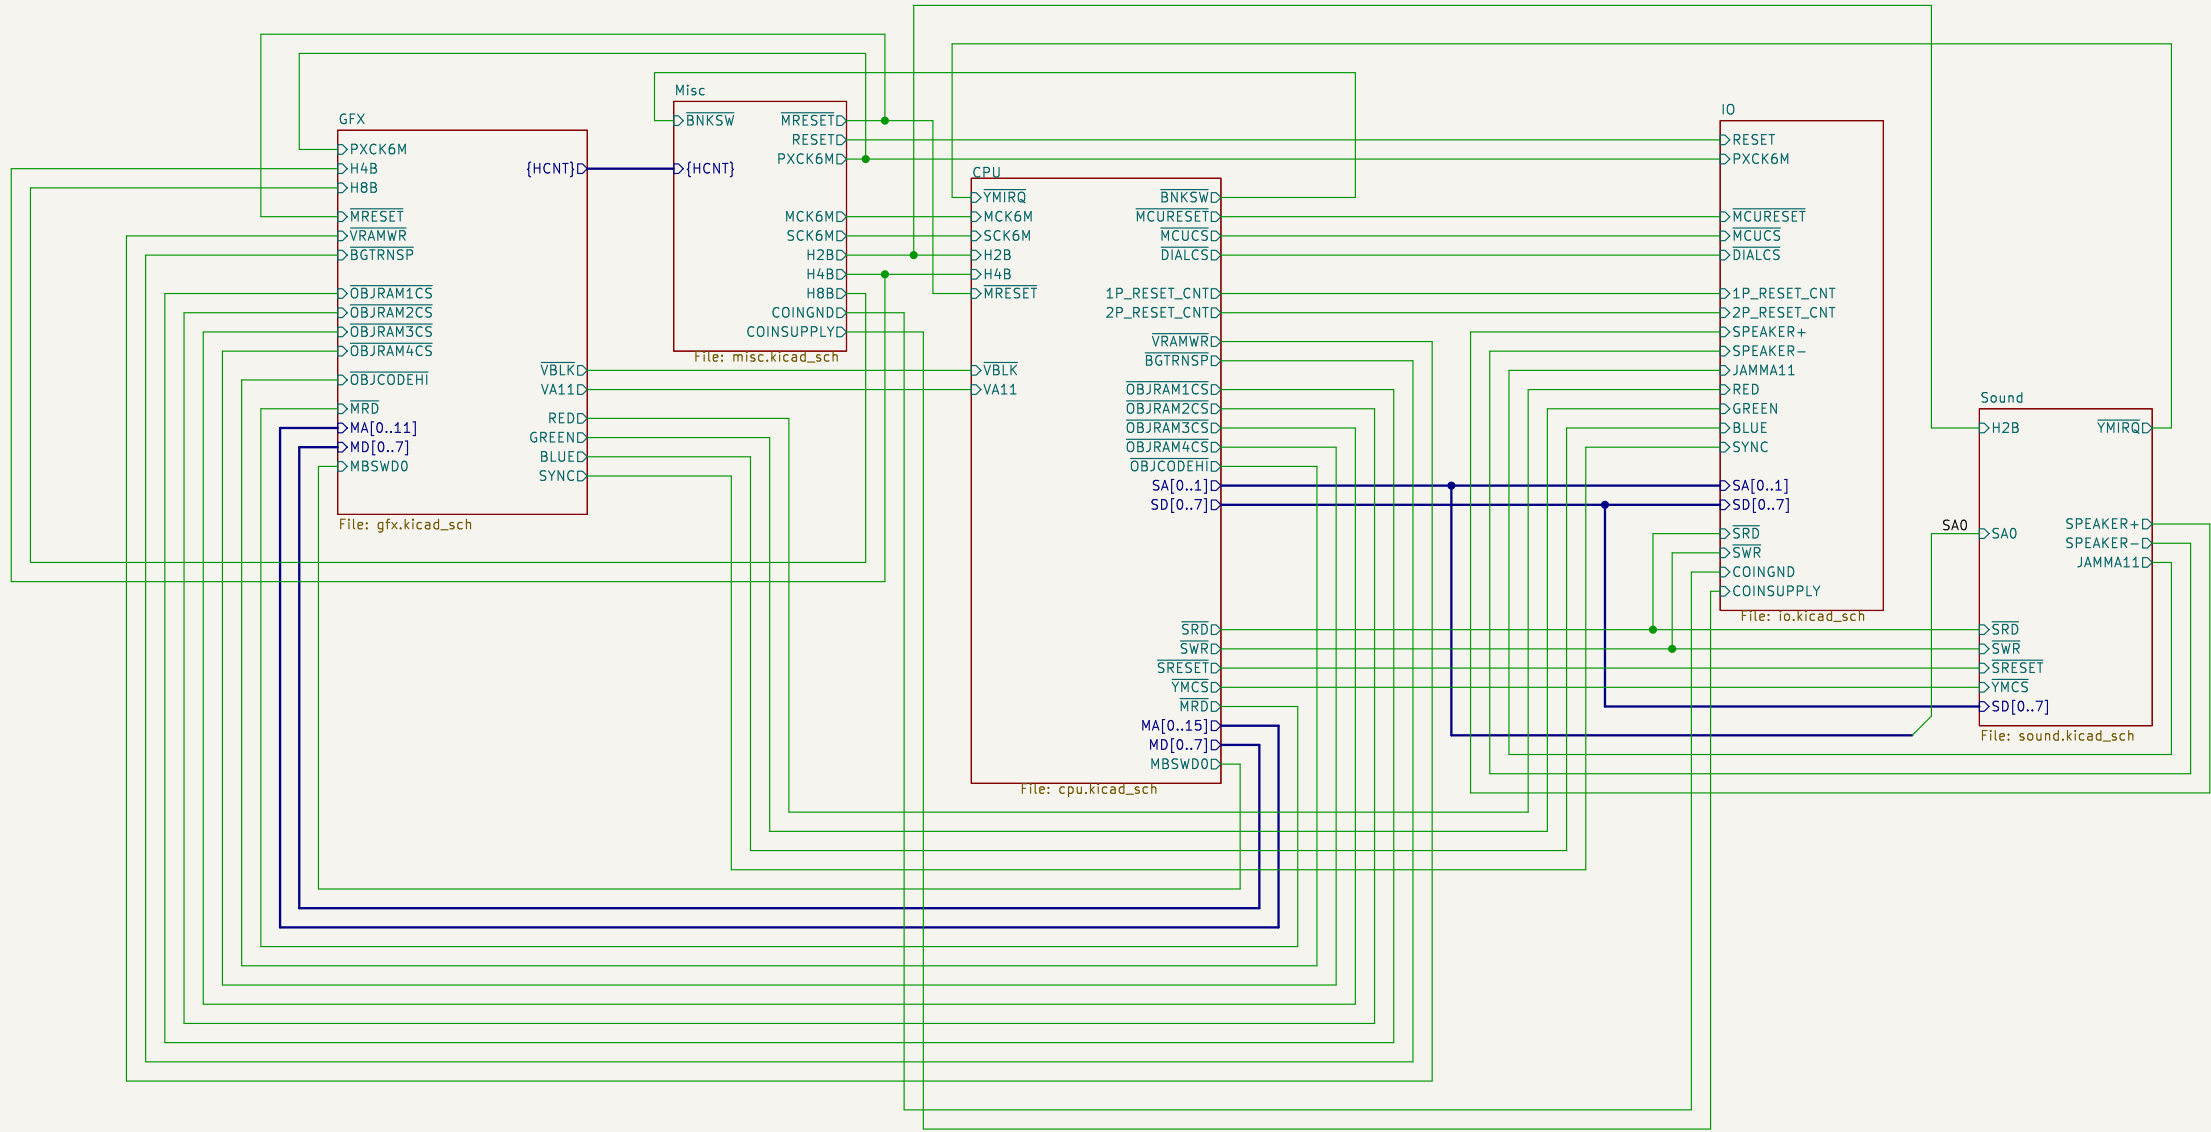 GFX
PXCK6M
H4B
H8B
MRESET
VRAMWR
BGTRNSP
OBJRAM1CS
OBJRAM2CS
OBJRAM3CS
OBJRAM4CS
OBJCODEHI
MRD
MA[0..11]
MD[0..7]
MBSWD0
{HCNT}
VBLK
VA11
RED
GREEN
BLUE
SYNC
File: gfx.kicad_sch
Misc
BNKSW
{HCNT}
MRESET
RESET
PXCK6M
MCK6M
SCK6M
H2B
H4B
H8B
COINGND
COINSUPPLY
File: misc.kicad_sch
CPU
YMIRQ
MCK6M
SCK6M
H2B
H4B
MRESET
VBLK
VA11
BNKSW
MCURESET
MCUCS
DIALCS
1P_RESET_CNT
2P_RESET_CNT
VRAMWR
BGTRNSP
OBJRAM1CS
OBJRAM2CS
OBJRAM3CS
OBJRAM4CS
OBJCODEHI
SA[0..1]
SD[0..7]
SRD
SWR
SRESET
YMCS
MRD
MA[0..15]
MD[0..7]
MBSWD0
File: cpu.kicad_sch
IO
RESET
PXCK6M
MCURESET
MCUCS
DIALCS
1P_RESET_CNT
2P_RESET_CNT
SPEAKER+
SPEAKER-
JAMMA11
RED
GREEN
BLUE
SYNC
SA[0..1]
SD[0..7]
SRD
SWR
COINGND
COINSUPPLY
File: io.kicad_sch
Sound
H2B
SA0
SA0
SRD
SWR
SRESET
YMCS
SD[0..7]
YMIRQ
SPEAKER+
SPEAKER-
JAMMA11
File: sound.kicad_sch